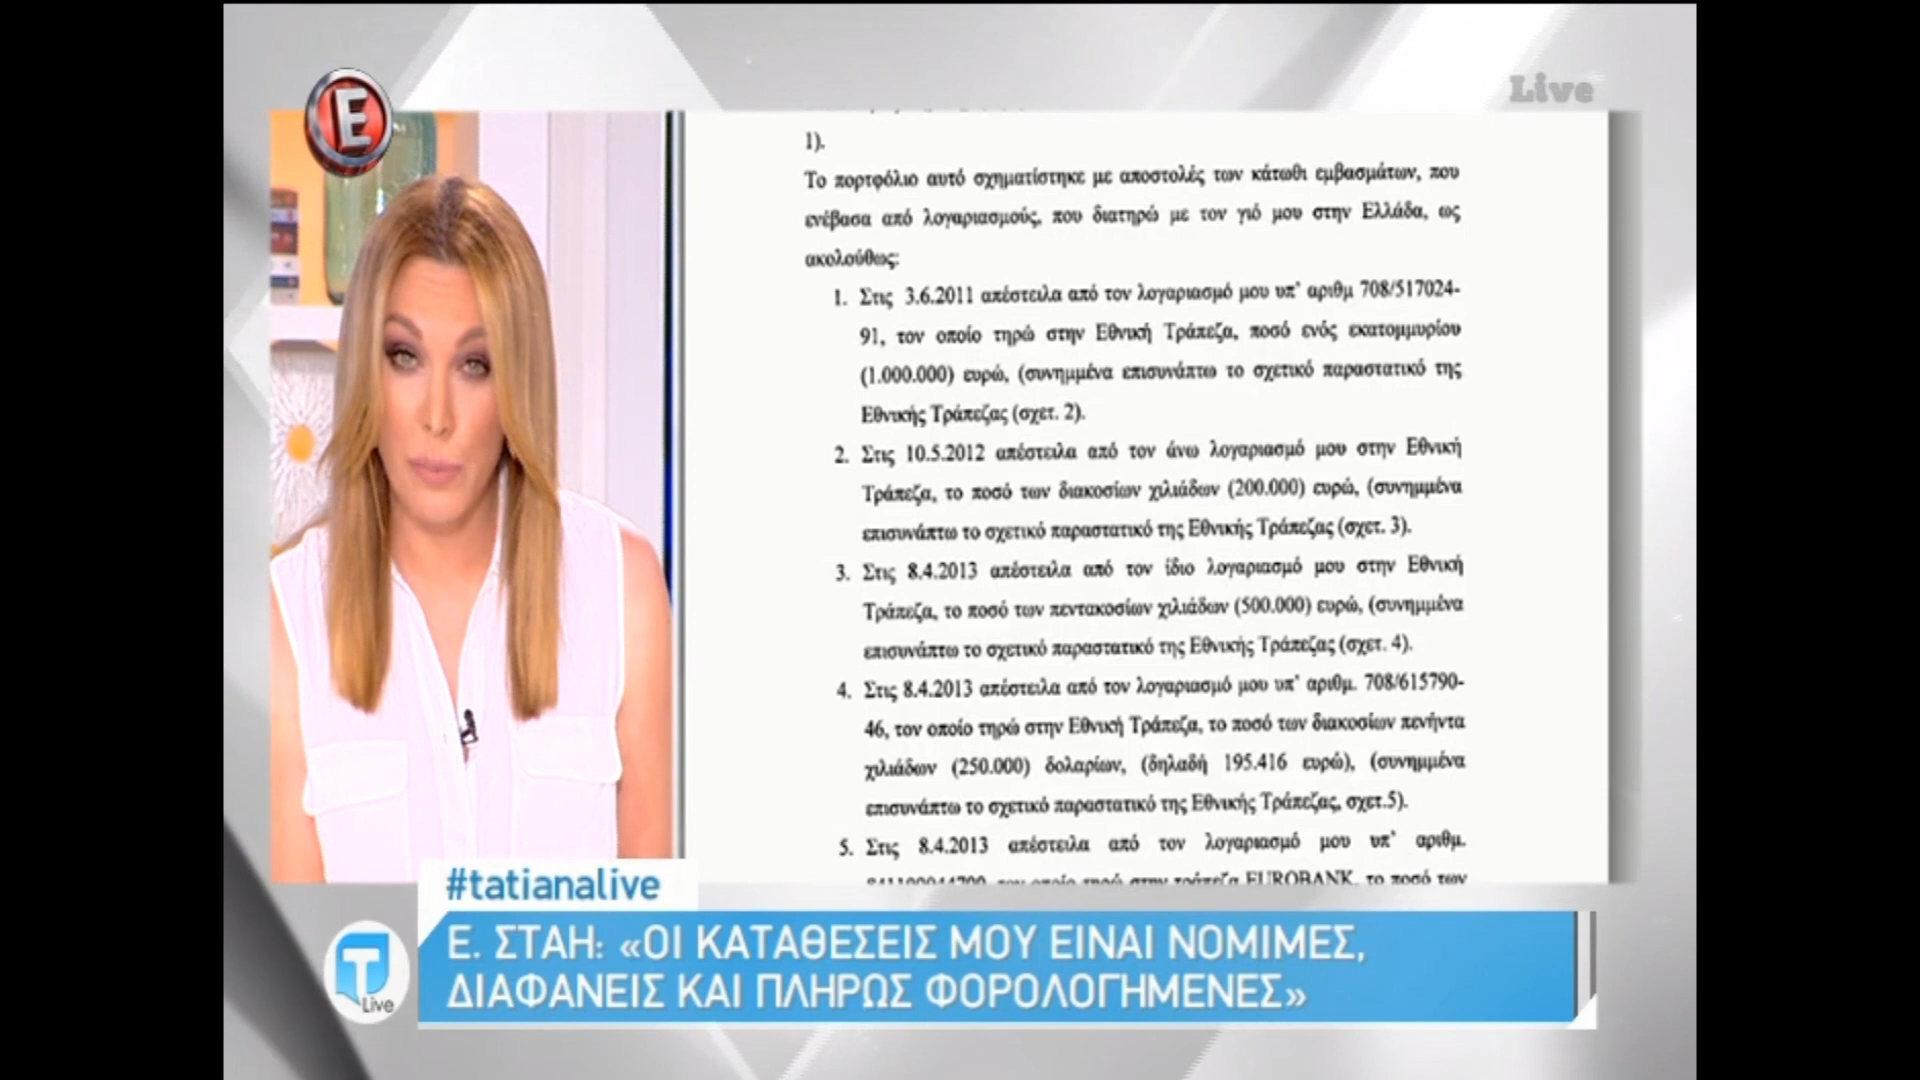 E
Live
1).
Το πορτφόλιο αυτό σχηματίστηκε με αποστολές των κάτωθι εμβασμάτων, που
ενέβασα από λογαριασμούς, που διατηρώ με τον γιό μου στην Ελλάδα, ως
ακολούθως:
1. Στις 3.6.2011 απέστειλα από τον λογαριασμό μου υπ' αριθμ 708/517024-
91, τον οποίο τηρώ στην Εθνική Τράπεζα, ποσό ενός εκατομμυρίου
(1.000.000) ευρώ, (συνημμένα επισυνάπτω το σχετικό παραστατικό της
Εθνικής Τράπεζας (σχετ. 2).
2. Στις 10.5.2012 απέστειλα από τον άνω λογαριασμό μου στην Εθνική
Τράπεζα, το ποσό των διακοσίων χιλιάδων (200.000) ευρώ, (συνημμένα
επισυνάπτω το σχετικό παραστατικό της Εθνικής Τράπεζας (σχετ. 3).
3. Στις 8.4.2013 απέστειλα από τον ίδιο λογαριασμό μου στην Εθνική
Τράπεζα, το ποσό των πεντακοσίων χιλιάδων (500.000) ευρώ, (συνημμένα
επισυνάπτω το σχετικό παραστατικό της Εθνικής Τράπεζας (σχετ. 4).
4. Στις 8.4.2013 απέστειλα από τον λογαριασμό μου υπ' αριθμ. 708/615790-
46, τον οποίο τηρώ στην Εθνική Τράπεζα, το ποσό των διακοσίων πενήντα
χιλιάδων (250.000) δολαρίων, (δηλαδή 195.416 ευρώ), (συνημμένα
επισυνάπτω το σχετικό παραστατικό της Εθνικής Τράπεζας, σχετ.5).
5. Στις 8.4.2013 απέστειλα από τον λογαριασμό μου υπ' αριθμ.
τον οποίο τηρώ στην τράπεζα EUROBANK, το ποσό των
#tatianalive
Ε. ΣΤΑΗ: «ΟΙ ΚΑΤΑΘΕΣΕΙΣ ΜΟΥ ΕΙΝΑΙ ΝΟΜΙΜΕΣ,
ΔΙΑΦΑΝΕΙΣ ΚΑΙ ΠΛΗΡΩΣ ΦΟΡΟΛΟΓΗΜΕΝΕΣ»
T
Live